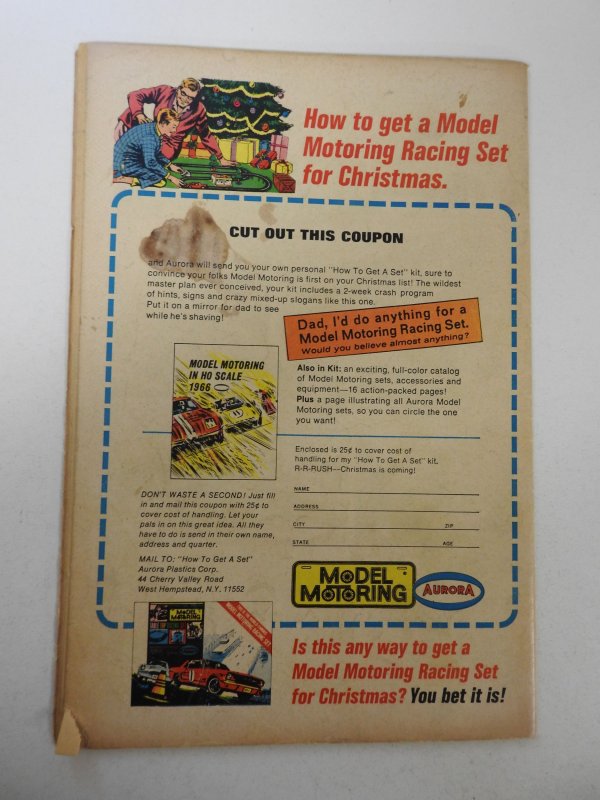 How to get a Model
Motoring Racing Set
for Christmas.
CUT OUT THIS COUPON
and Aurora will send you your own personal "How To Get A Set" kit, sure to
convince your folks Model Motoring is first on your Christmas list! The wildest
master plan ever conceived, your kit includes a 2-week crash program
of hints, signs and crazy mixed-up slogans like this one.
Put it on a mirror for dad to see
while he's shaving!
Dad, I'd do anything for a
Model Motoring Racing Set.
Would you believe almost anything?
MODEL MOTORING
IN HO SCALE
1966
Also in Kit: an exciting, full-color catalog
of Model Motoring sets, accessories and
equipment—16 action-packed pages!
Plus a page illustrating all Aurora Model
Motoring sets, so you can circle the one
you want!
Enclosed is 25¢ to cover cost of
handling for my "How To Get A Set" kit.
R-R-RUSH—Christmas is coming!
NAME
ADDRESS
CITY ZIP
STATE AGE
DON'T WASTE A SECOND! Just fill
in and mail this coupon with 25¢ to
cover cost of handling. Let your
pals in on this great idea. All they
have to do is send in their own name,
address and quarter.
MAIL TO: "How To Get A Set"
Aurora Plastics Corp.
44 Cherry Valley Road
West Hempstead, N.Y. 11552
MODEL
MOTORING
AURORA
MODEL
MOTORING
MODEL MOTORING RACING SET
Is this any way to get a
Model Motoring Racing Set
for Christmas? You bet it is!